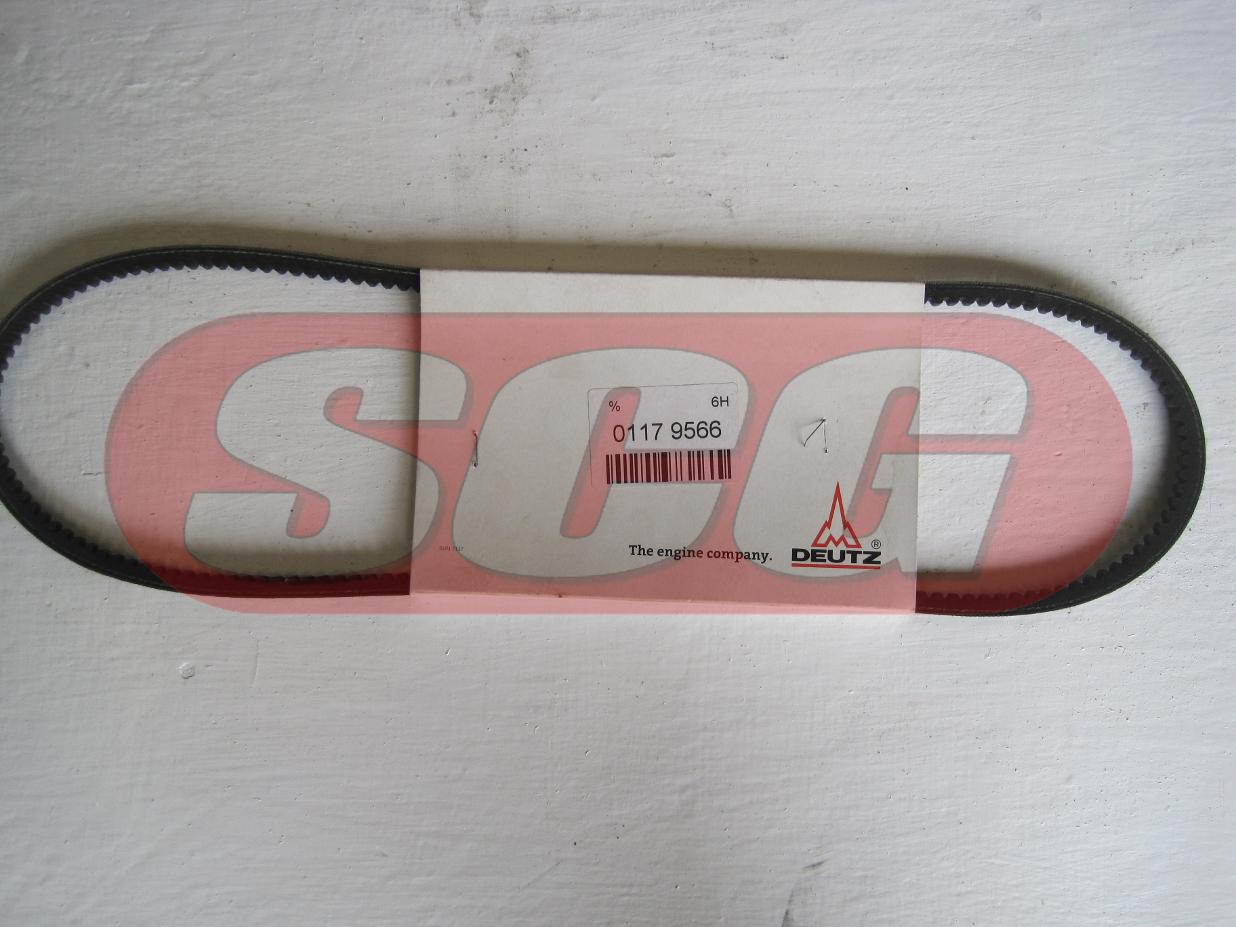 SCG
% 6H
0117 9566
The engine company.
DEUTZ ®